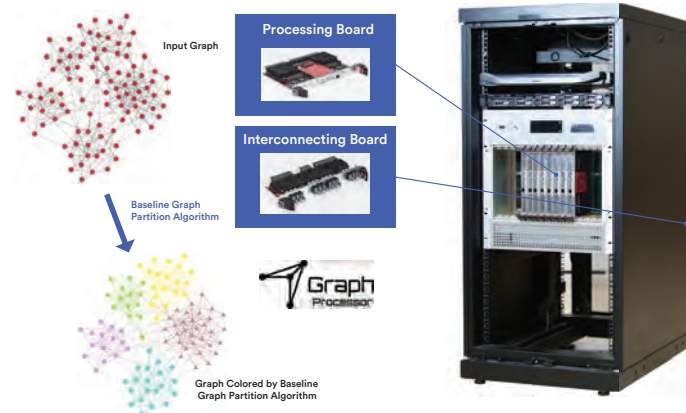 Input Graph
Processing Board
Interconnecting Board
Baseline Graph
Partition Algorithm
Graph
Processor
Graph Colored by Baseline
Graph Partition Algorithm